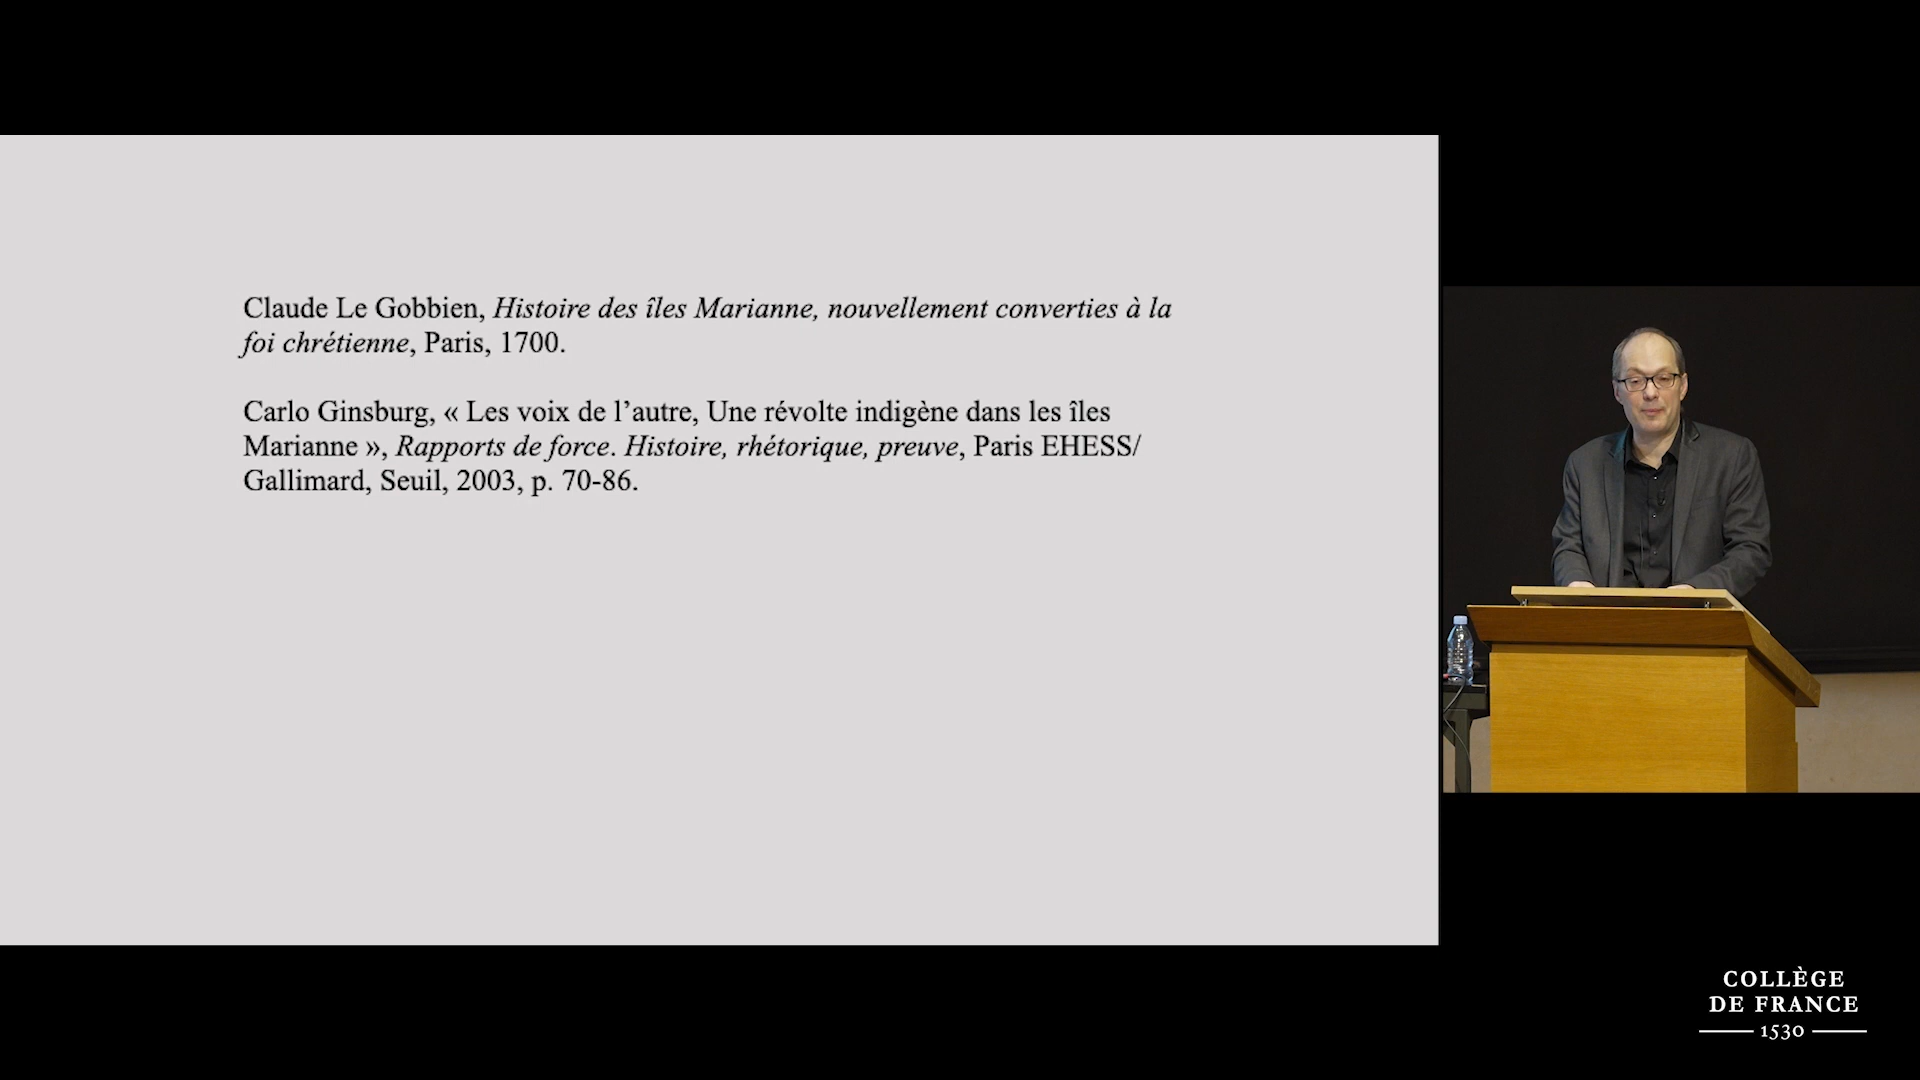 Claude Le Gobbien, Histoire des îles Marianne, nouvellement converties à la
foi chrétienne, Paris, 1700.
Carlo Ginsburg, « Les voix de l’autre, Une révolte indigène dans les îles
Marianne », Rapports de force. Histoire, rhétorique, preuve, Paris EHESS/
Gallimard, Seuil, 2003, p. 70-86.
COLLÈGE
DE FRANCE
1530